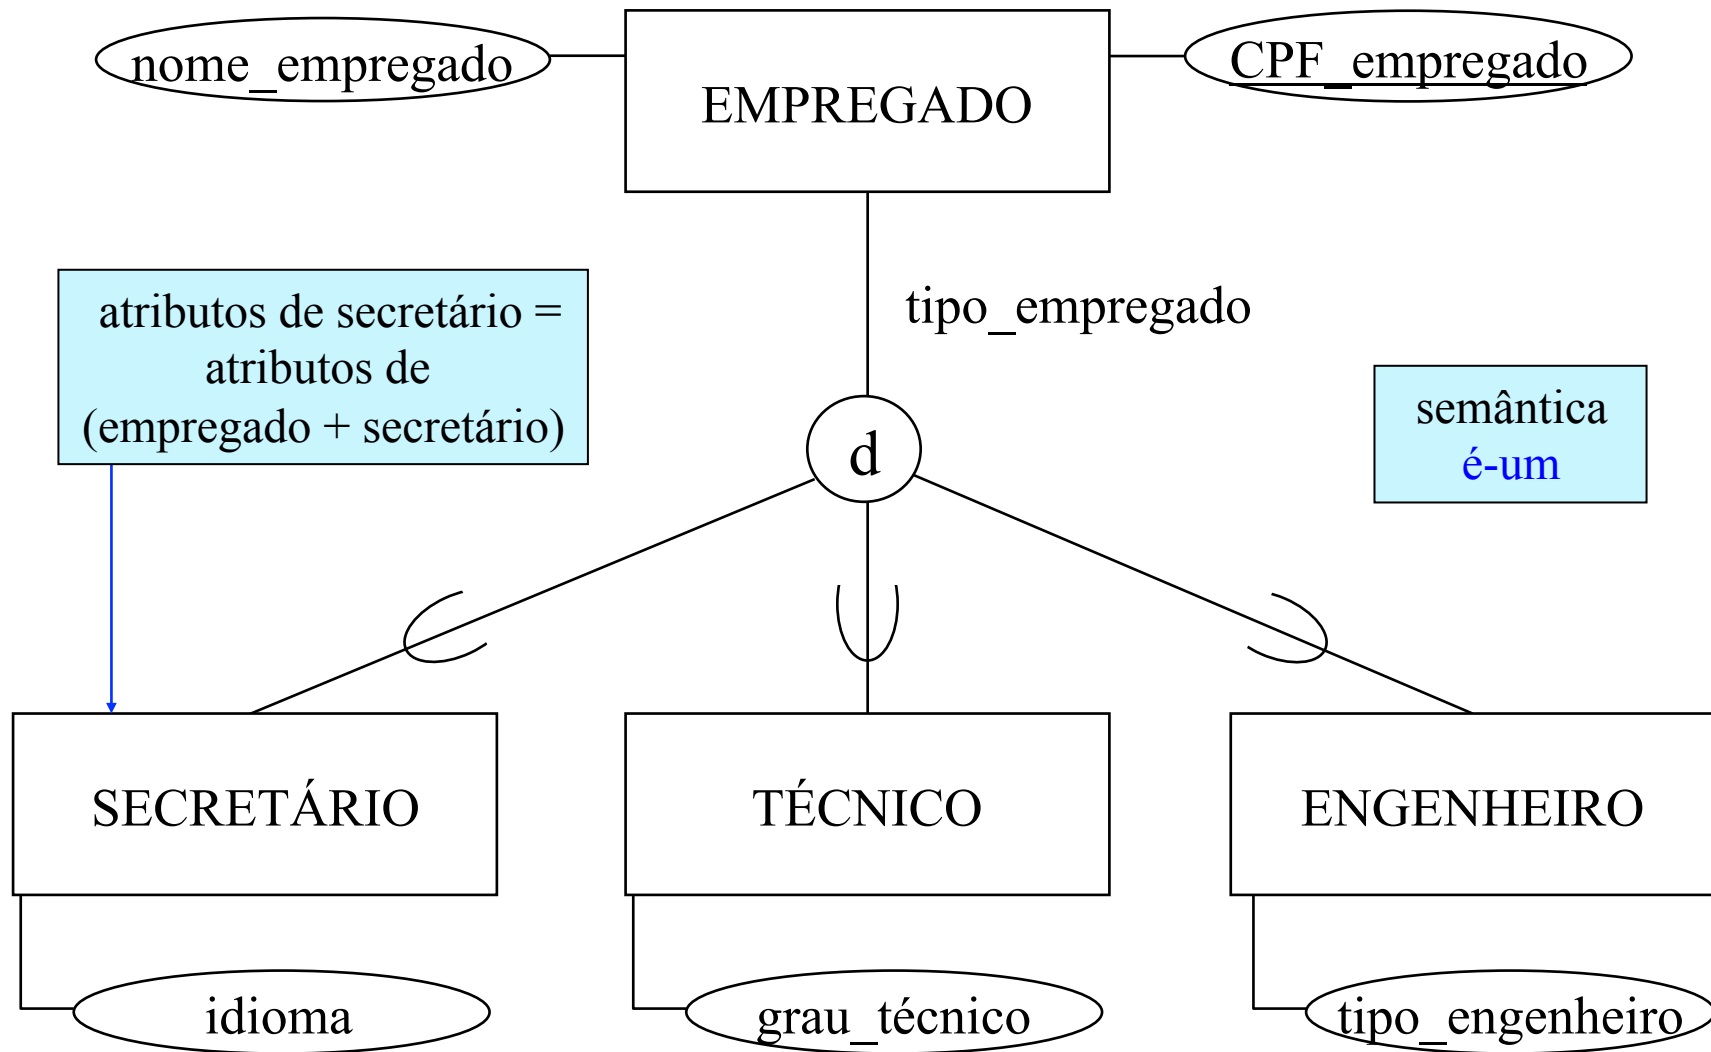 nome_empregado
CPF_empregado
EMPREGADO
atributos de secretário =
atributos de
(empregado + secretário)
tipo_empregado
semântica
é-um
d
SECRETÁRIO
TÉCNICO
ENGENHEIRO
idioma
grau_técnico
tipo_engenheiro